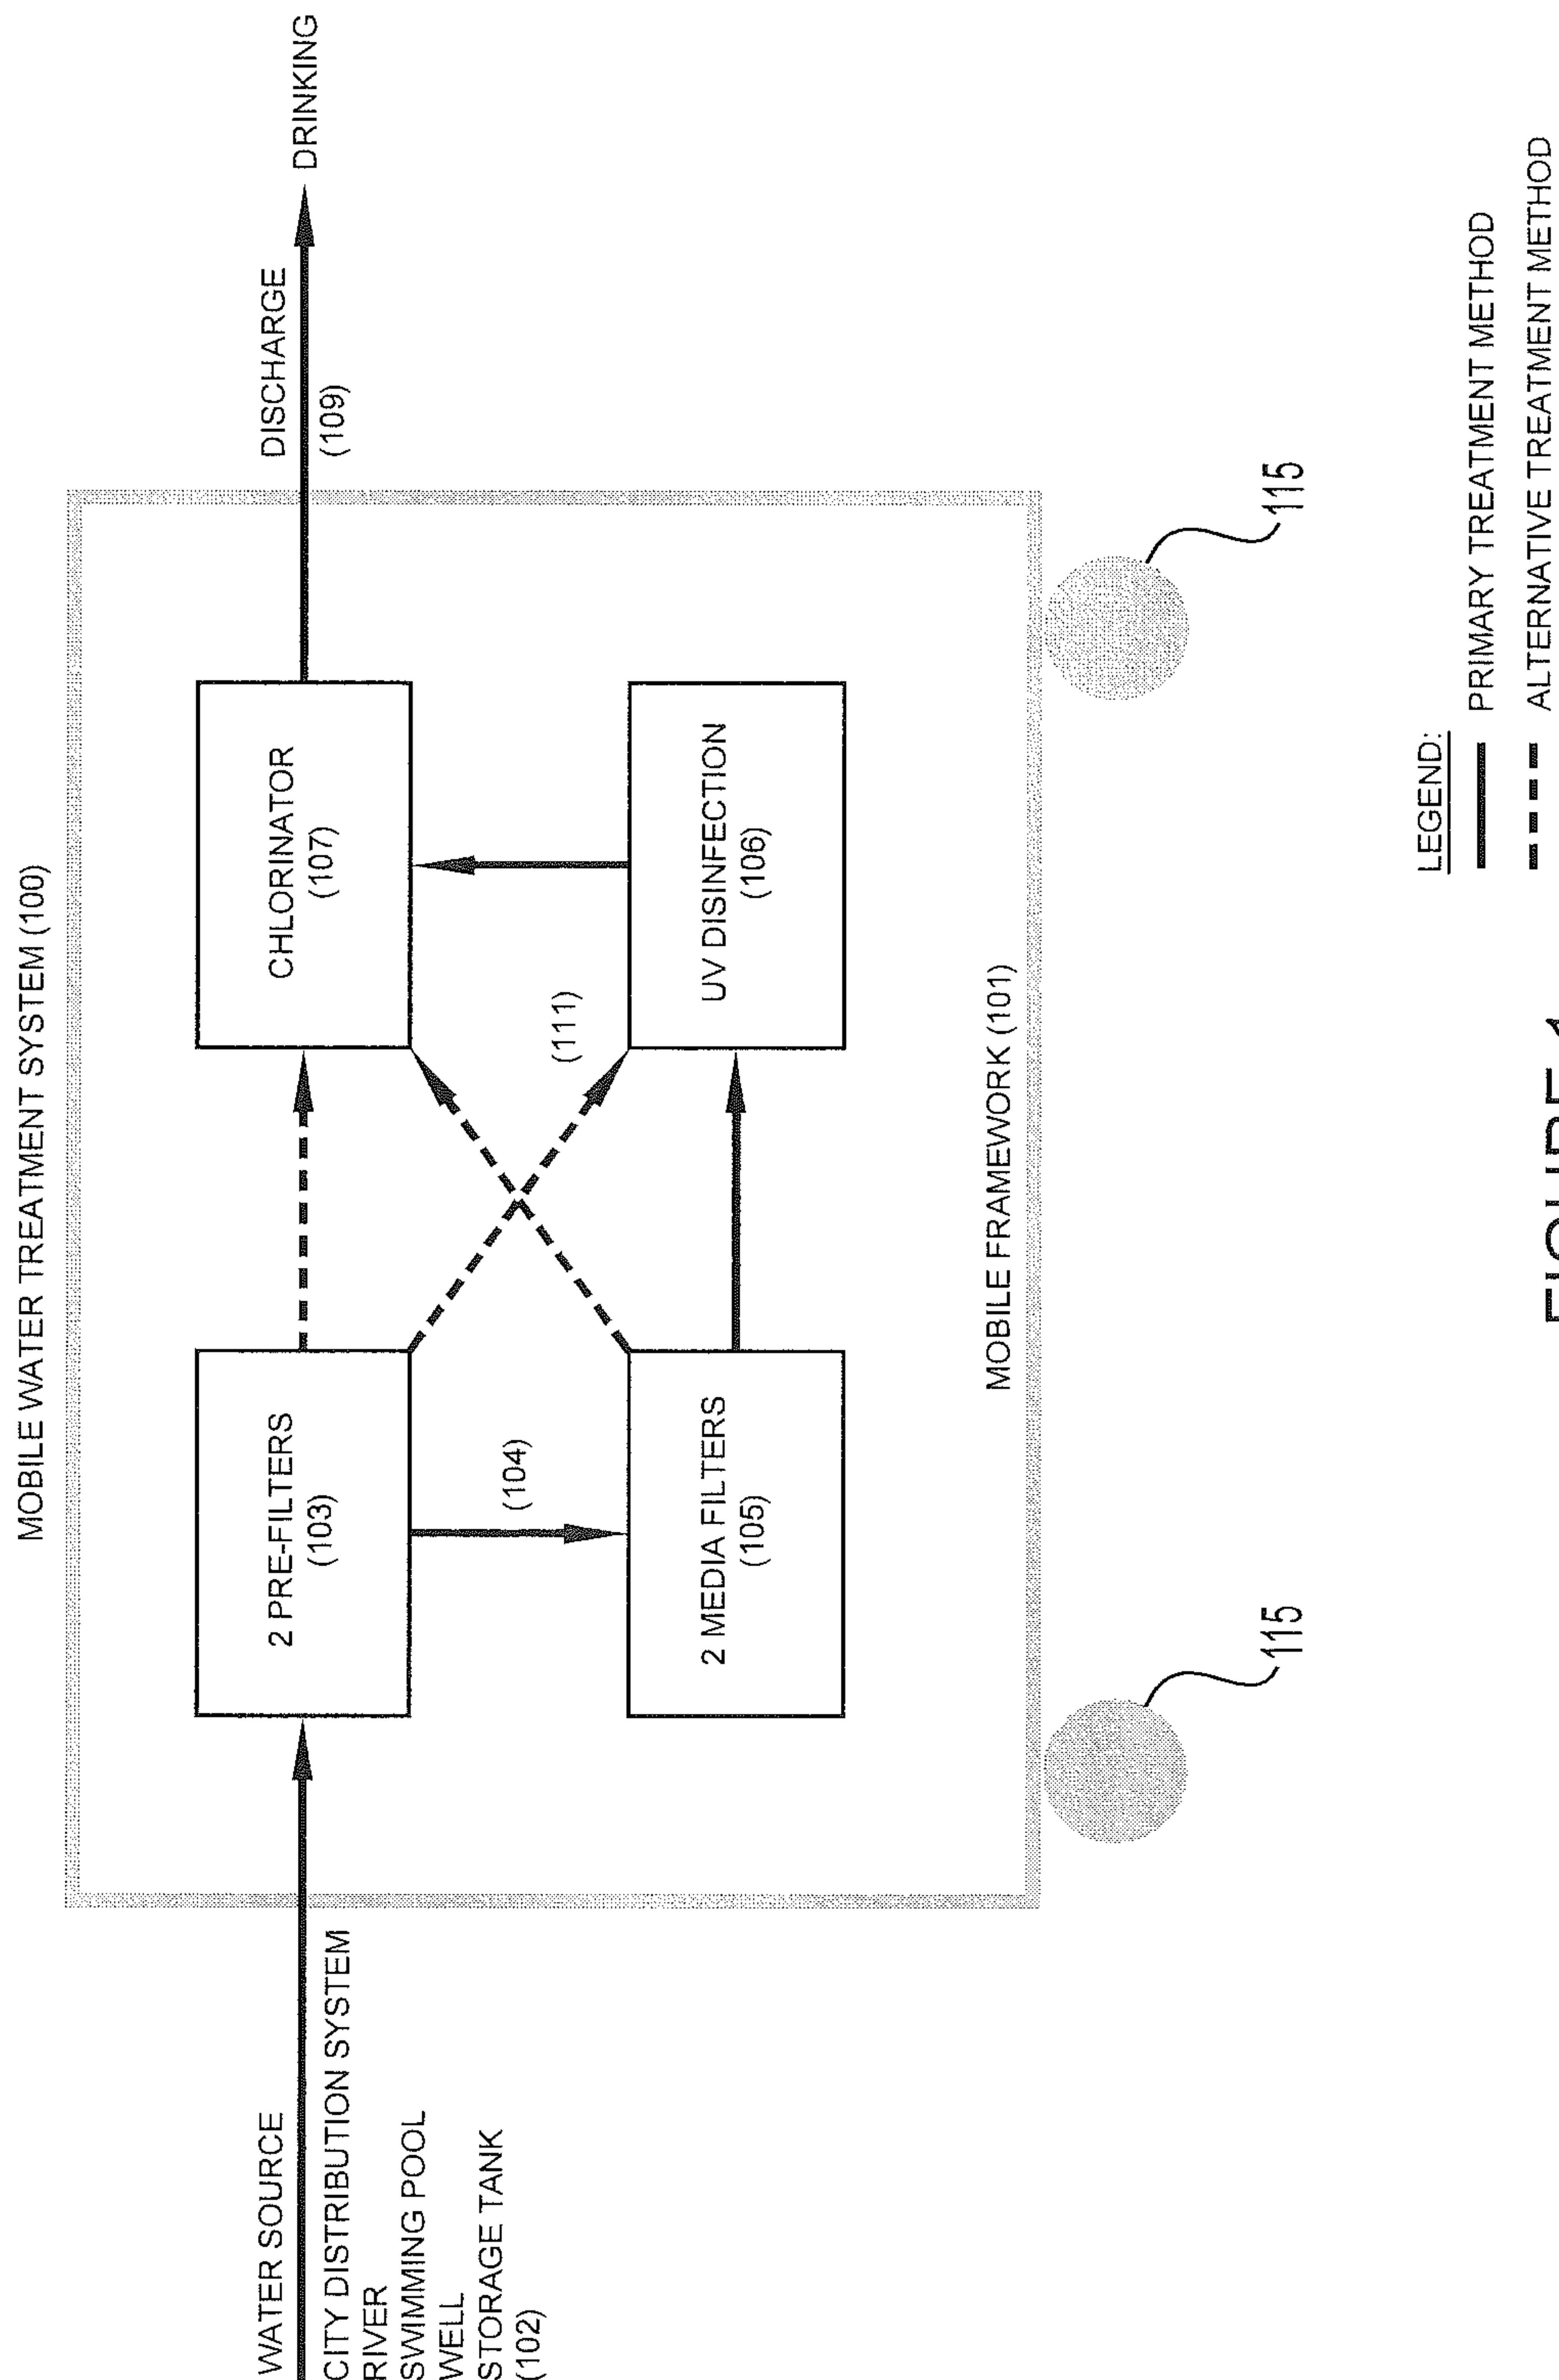 MOBILE WATER TREATMENT SYSTEM (100)
WATER SOURCE
CITY DISTRIBUTION SYSTEM
RIVER
SWIMMING POOL
WELL
STORAGE TANK
(102)
2 PRE-FILTERS
(103)
CHLORINATOR
(107)
DISCHARGE
(109)
DRINKING
(104)
(111)
2 MEDIA FILTERS
(105)
UV DISINFECTION
(106)
MOBILE FRAMEWORK (101)
115
115
LEGEND:
PRIMARY TREATMENT METHOD
ALTERNATIVE TREATMENT METHOD
FIGURE 1